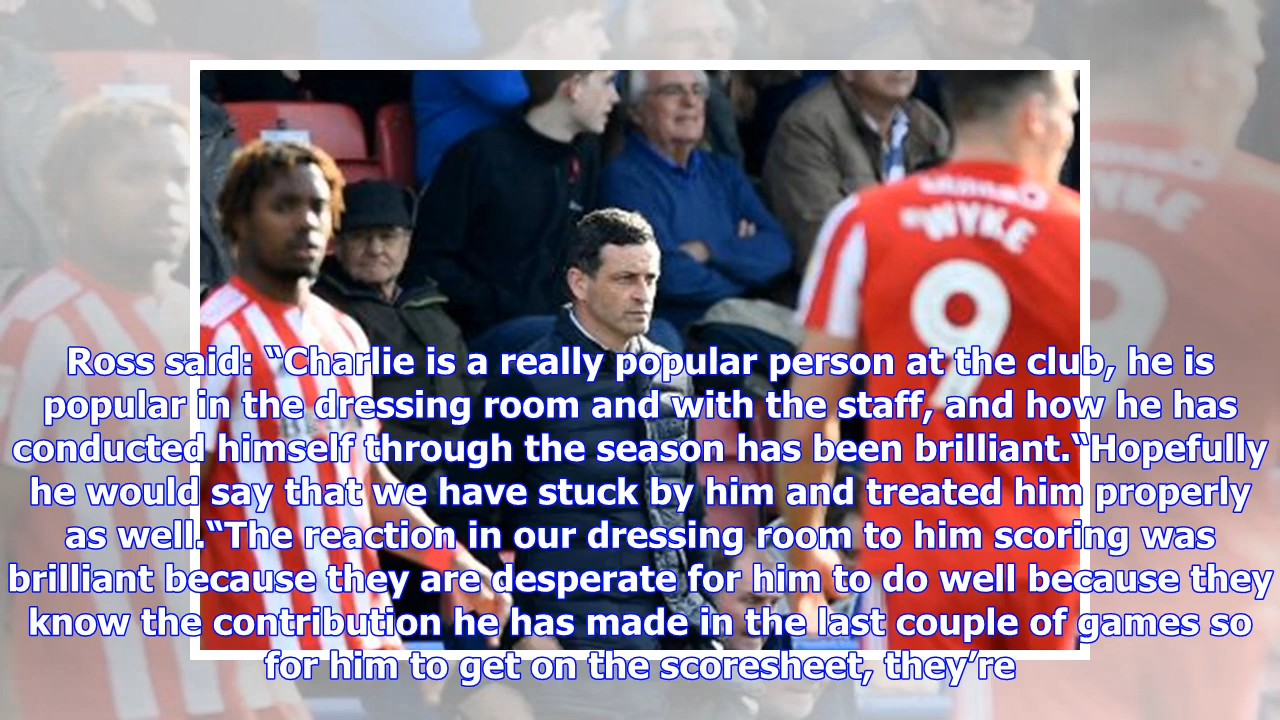 WYKE
9
Ross said: “Charlie is a really popular person at the club, he is
popular in the dressing room and with the staff, and how he has
conducted himself through the season has been brilliant.“Hopefully
he would say that we have stuck by him and treated him properly
as well.“The reaction in our dressing room to him scoring was
brilliant because they are desperate for him to do well because they
know the contribution he has made in the last couple of games so
for him to get on the scoresheet, they’re